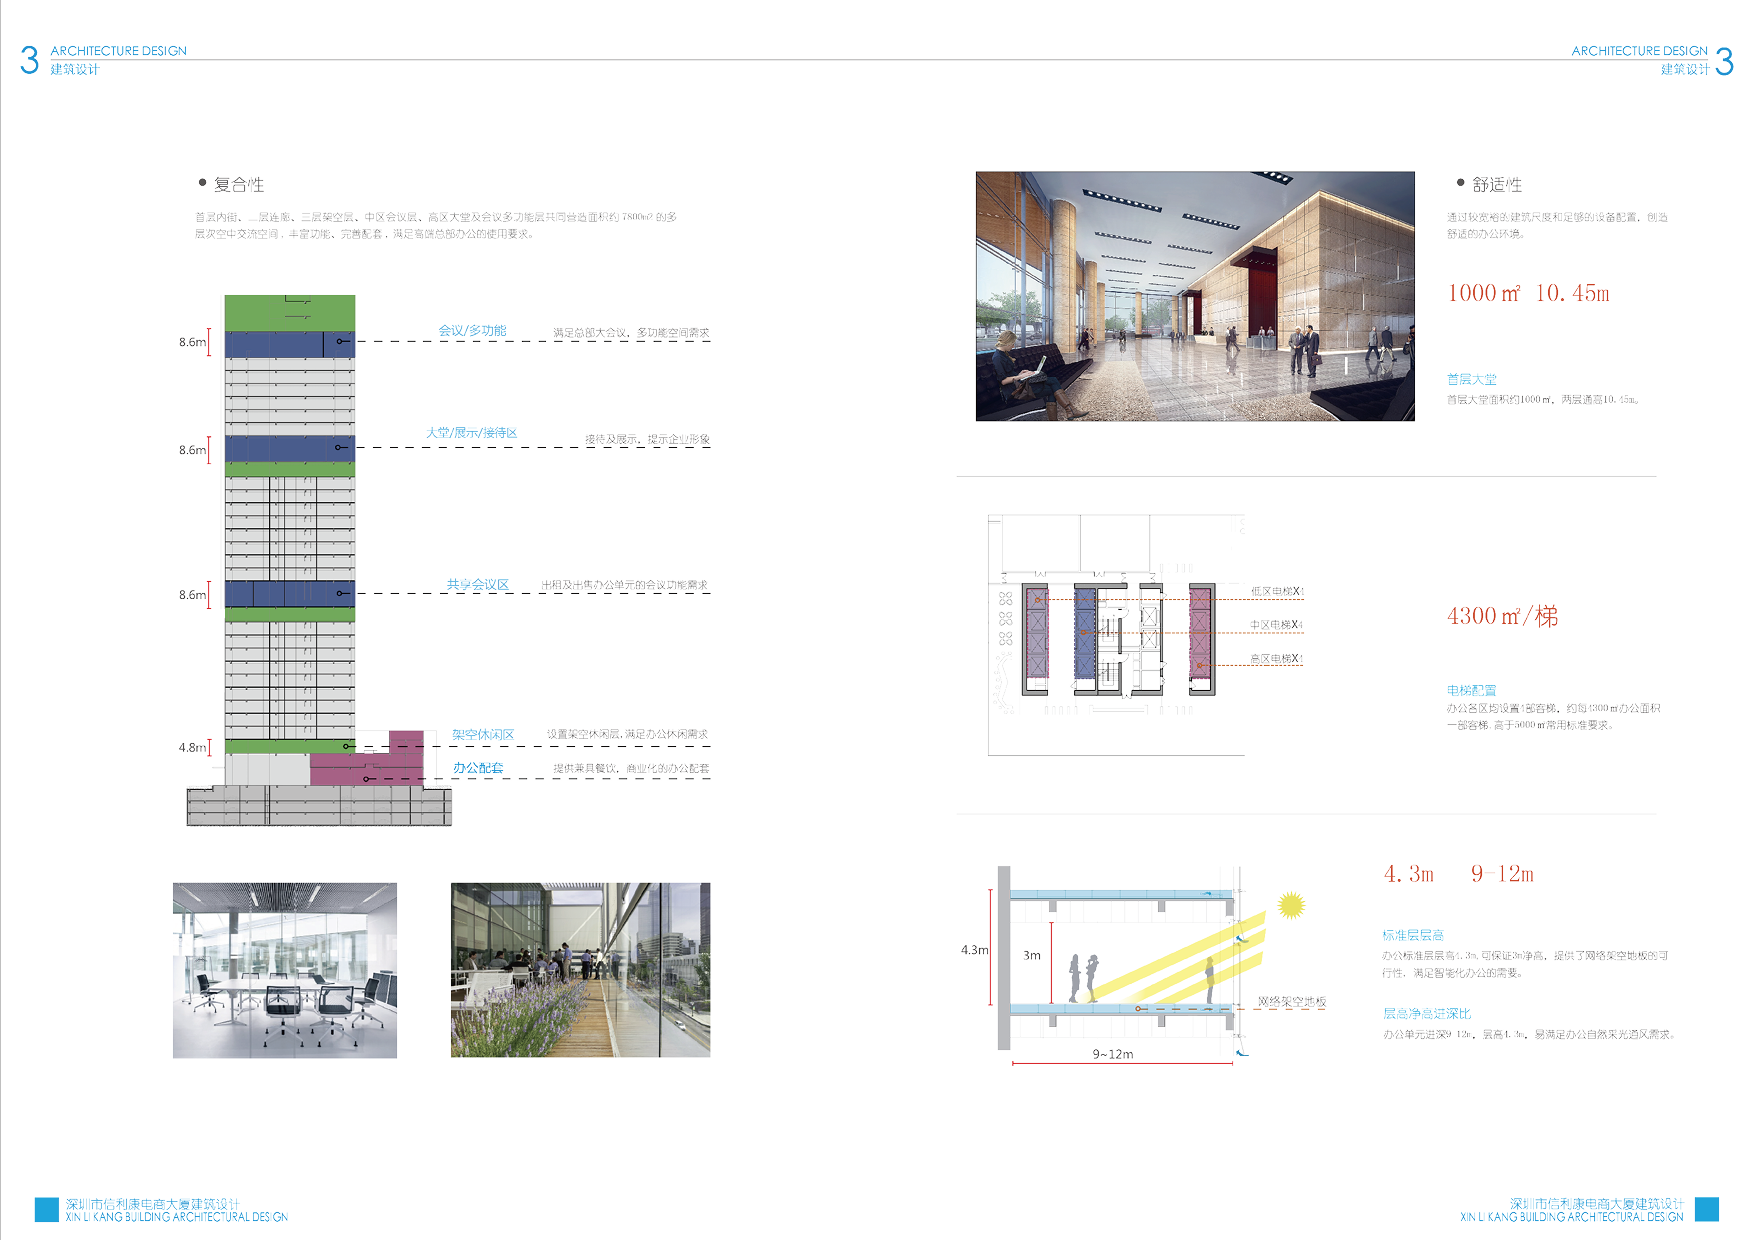 3 ARCHITECTURE DESIGN
建筑设计
ARCHITECTURE DESIGN 3
建筑设计
复合性
首层内街、二层连廊、三层架空层、中区会议层、高区大堂及会议多功能层共同营造面积约7800m2的多
层次空中交流空间，丰富功能、完善配套，满足高端总部办公的使用要求。
8.6m
会议/多功能
满足总部大会议，多功能空间需求
8.6m
大堂/展示/接待区
接待及展示，提示企业形象
8.6m
共享会议区
出租及出售办公单元的会议功能需求
4.8m
架空休闲区
设置架空休闲层,满足办公休闲需求
办公配套
提供兼具餐饮，商业化的办公配套
舒适性
通过较宽裕的建筑尺度和足够的设备配置，创造
舒适的办公环境。
1000㎡ 10.45m
首层大堂
首层大堂面积约1000㎡，两层通高10.45m。
低区电梯X4
中区电梯X4
高区电梯X4
4300㎡/梯
电梯配置
办公各区均设置4部客梯，约每4300㎡办公面积
一部客梯,高于5000㎡常用标准要求。
4.3m
3m
网络架空地板
9~12m
4.3m 9-12m
标准层层高
办公标准层层高4.3m,可保证3m净高，提供了网络架空地板的可
行性，满足智能化办公的需要。
层高净高进深比
办公单元进深9-12m，层高4.3m，易满足办公自然采光通风需求。
深圳市信利康电商大厦建筑设计
XIN LI KANG BUILDING ARCHITECTURAL DESIGN
深圳市信利康电商大厦建筑设计
XIN LI KANG BUILDING ARCHITECTURAL DESIGN